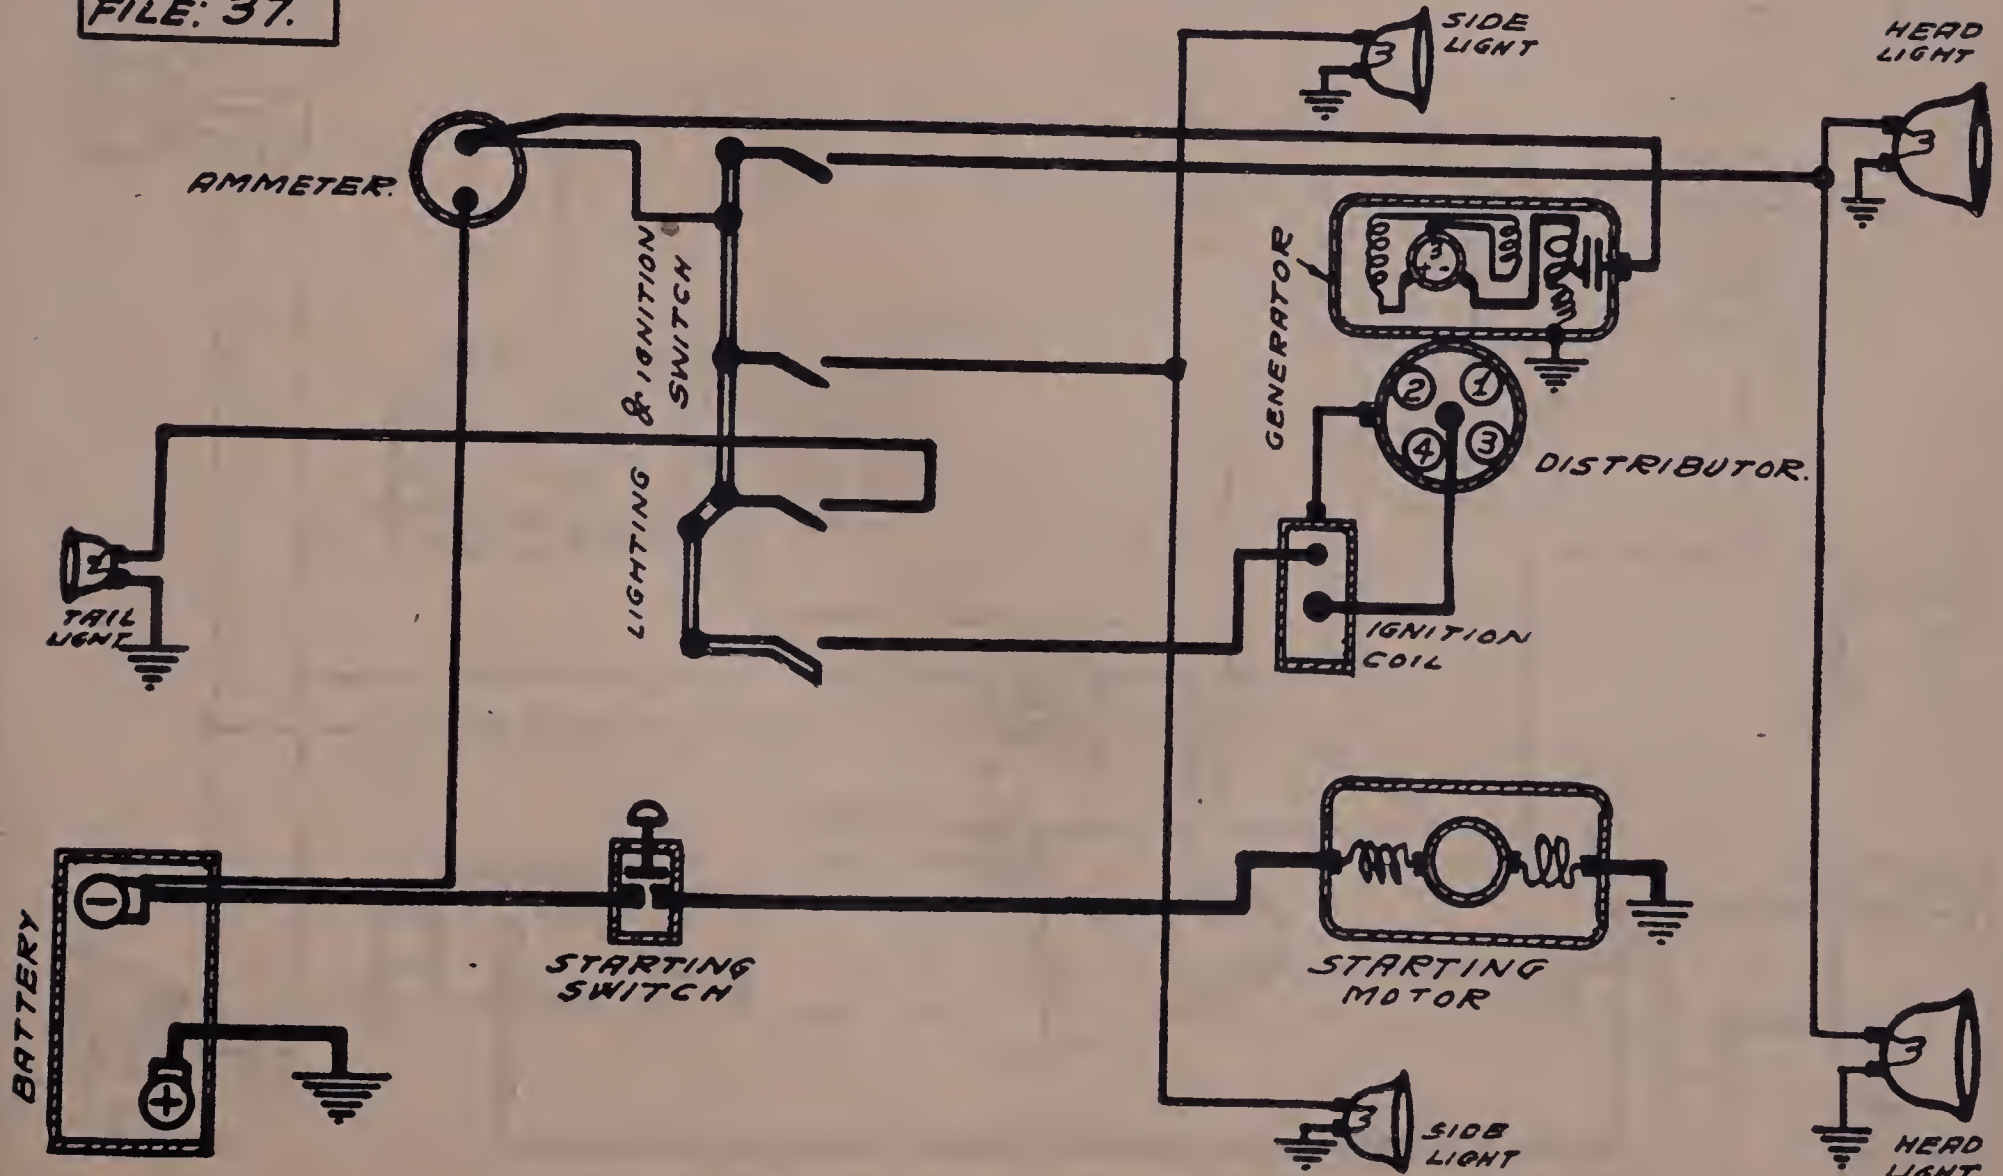 FILE: 37.
SIDE
LIGHT
HEAD
LIGHT
AMMETER.
LIGHTING & IGNITION
SWITCH
GENERATOR
2
1
4
3
DISTRIBUTOR.
TAIL
LIGHT
IGNITION
COIL
BATTERY
-
+
STARTING
SWITCH
STARTING
MOTOR
SIDE
LIGHT
HEAD
LIGHT